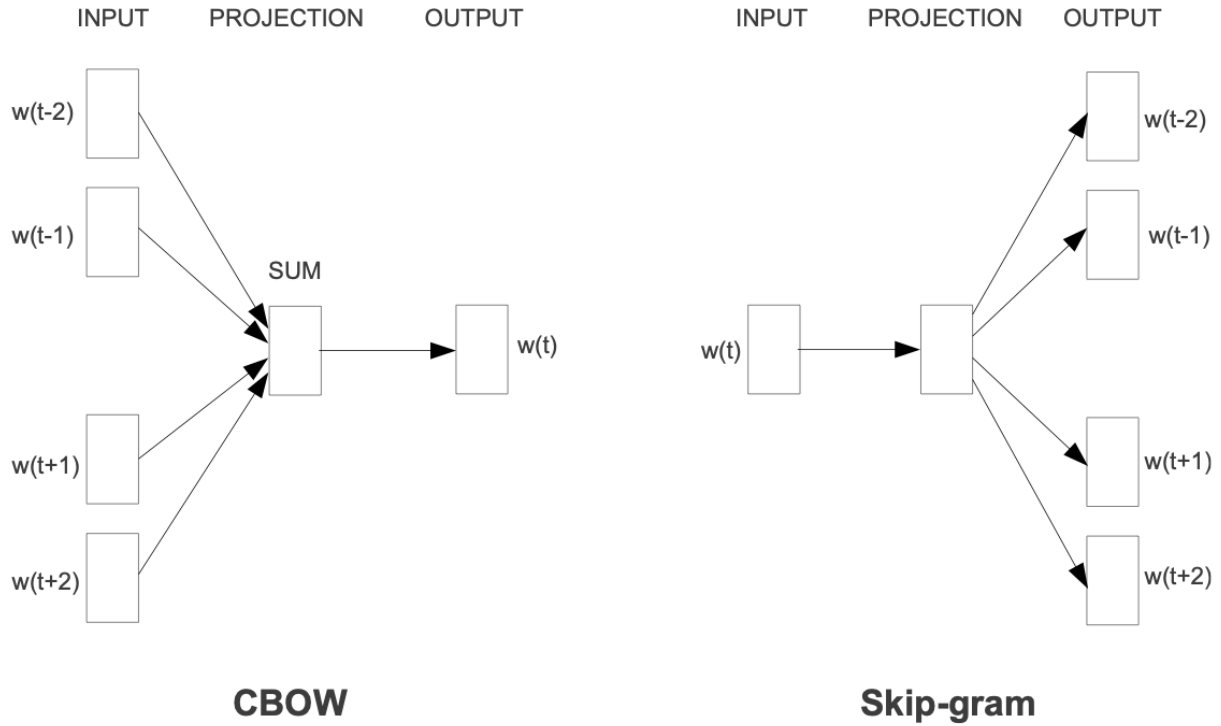 INPUT PROJECTION OUTPUT
w(t-2)
w(t-1)
SUM
w(t)
w(t+1)
w(t+2)
CBOW
INPUT PROJECTION OUTPUT
w(t-2)
w(t-1)
w(t)
w(t+1)
w(t+2)
Skip-gram